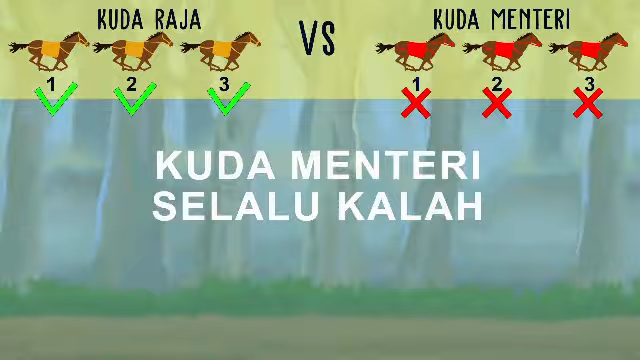 KUDA RAJA VS KUDA MENTERI
1 2 3 1 2 3
KUDA MENTERI
SELALU KALAH